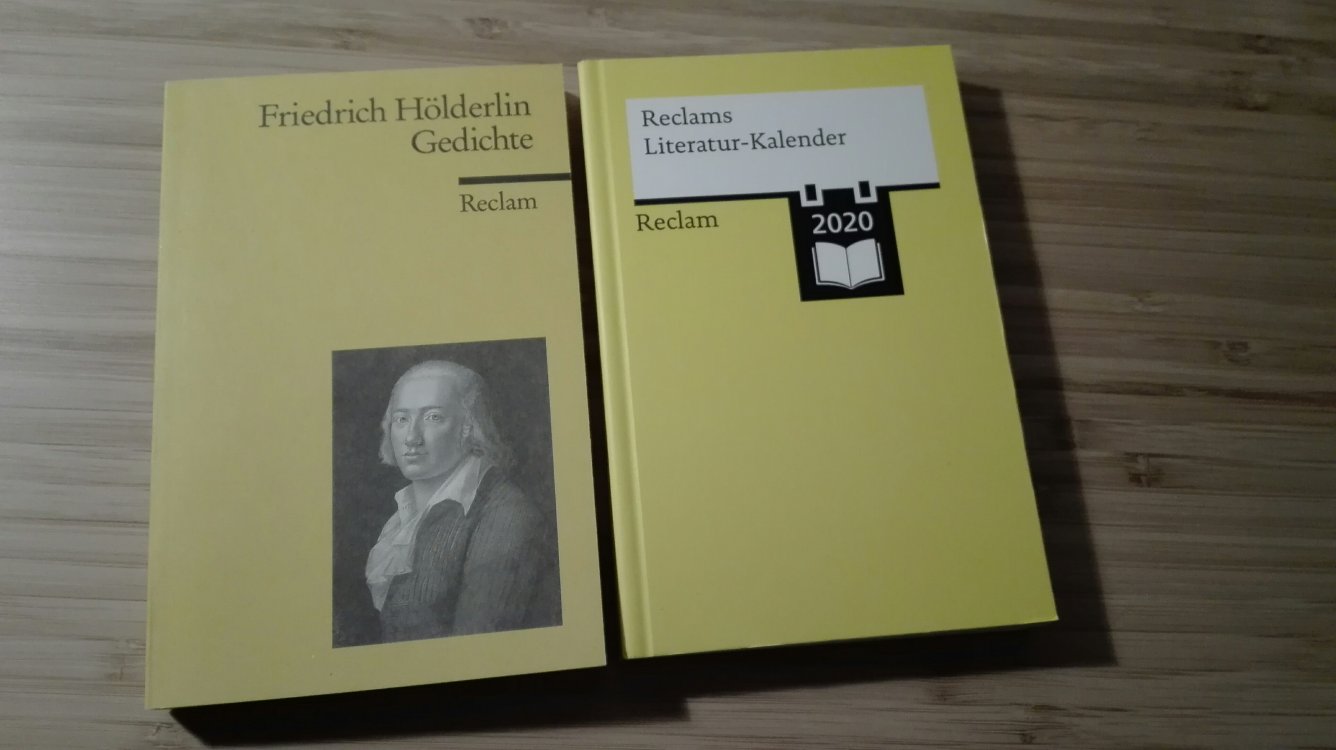 Friedrich Hölderlin
Gedichte
Reclam
Reclams
Literatur-Kalender
Reclam
2020